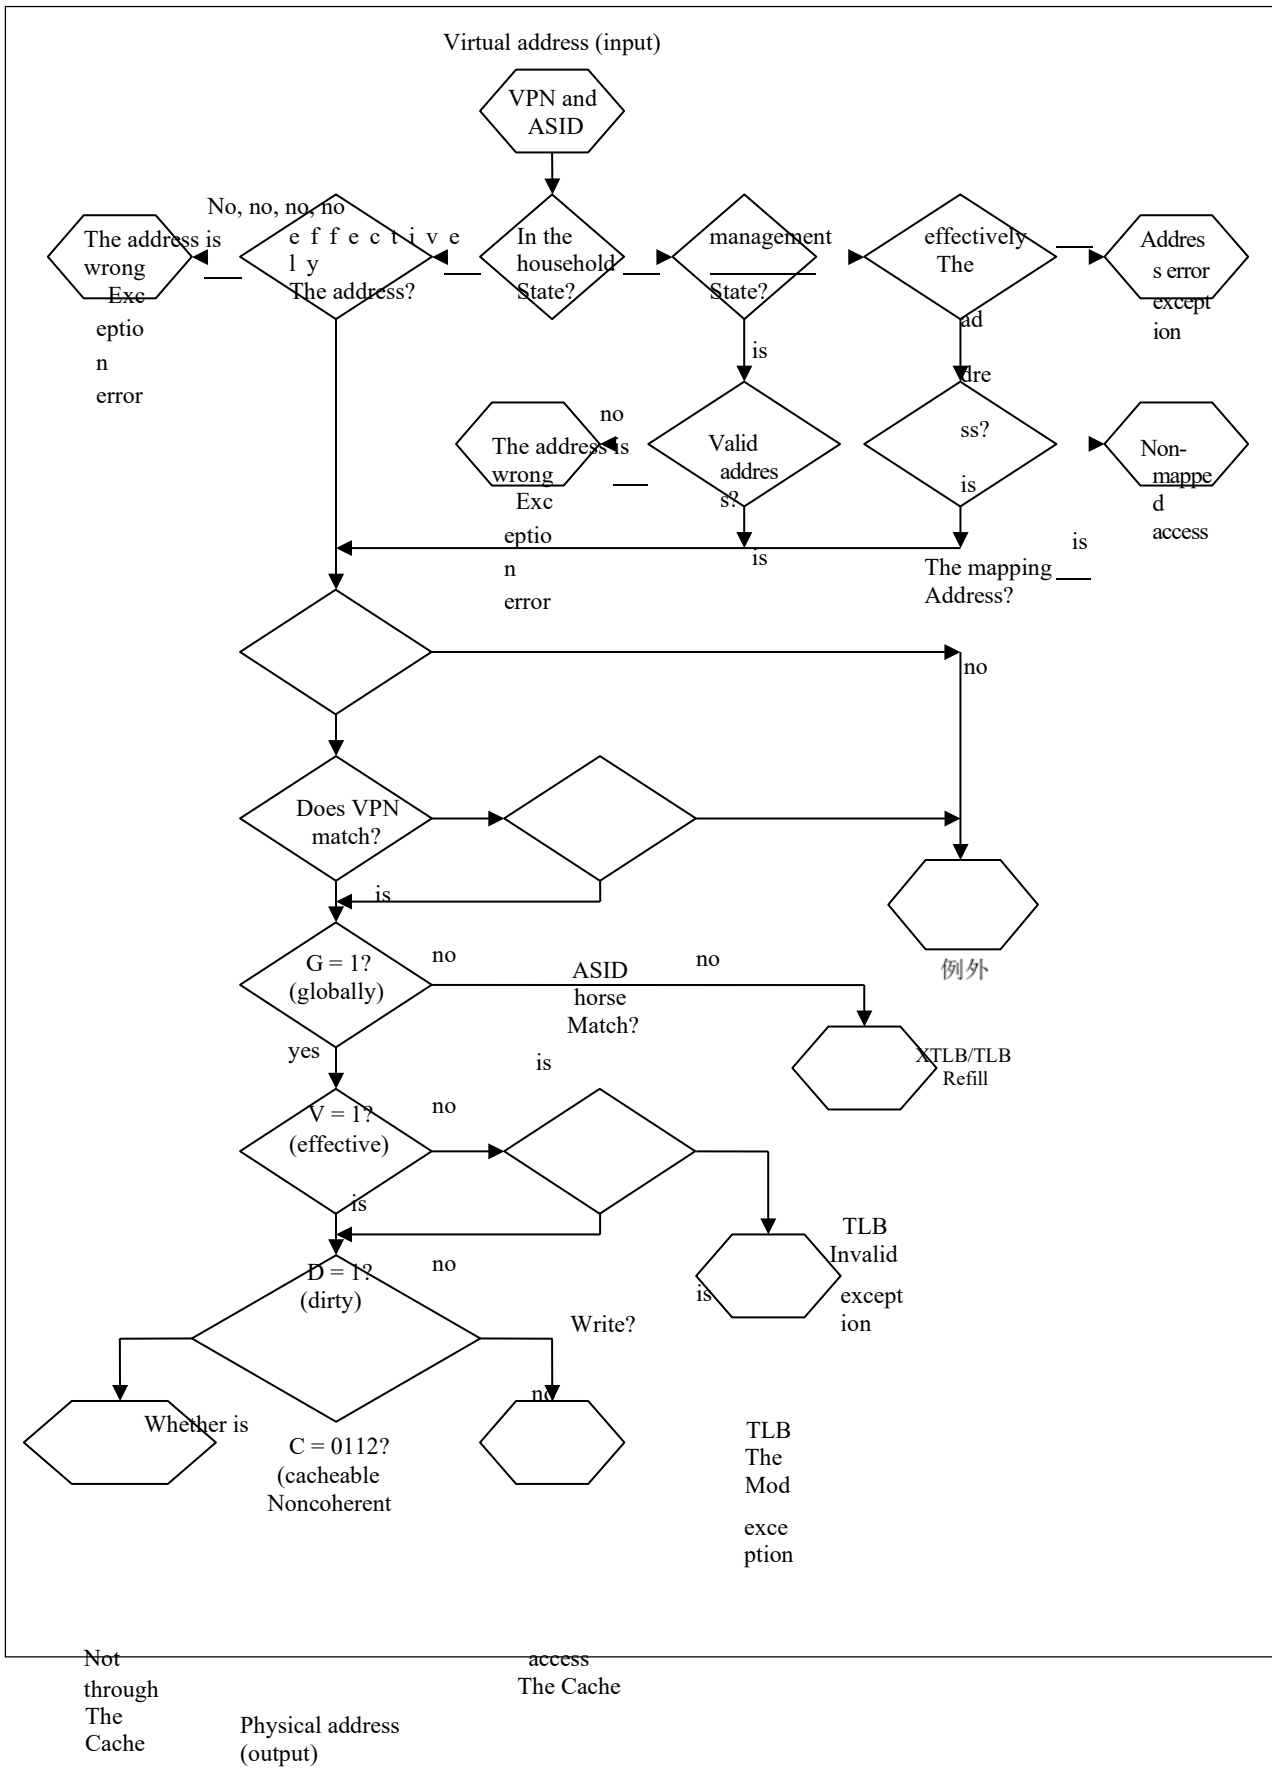 Virtual address (input)
VPN and
ASID
No, no, no, no
The address is
wrong
Exc
eptio
n
error
e f f e c t i v e
l y
The address?
In the
household
State?
management
State?
effectively
The
ad
dre
ss?
is
Addres
s error
except
ion
is
no
The address is
wrong
Exc
eptio
n
error
Valid
addres
s?
is
Non-
mappe
d
access
is
The mapping
Address?
no
Does VPN
match?
is
例外
G = 1?
(globally)
no
ASID
horse
Match?
no
yes
is
XTLB/TLB
Refill
V = 1?
(effective)
no
is
TLB
Invalid
except
ion
D = 1?
(dirty)
no
is
Write?
no
Whether is
C = 0112?
(cacheable
Noncoherent
TLB
The
Mod
exce
ption
Not
through
The
Cache
access
The Cache
Physical address
(output)